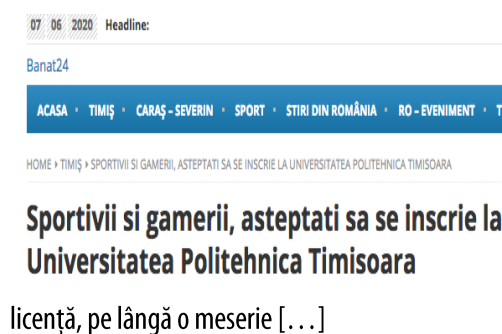 07 06 2020 Headline:
Banat24
ACASA • TIMIȘ • CARAȘ – SEVERIN • SPORT • STIRI DIN ROMÂNIA • RO – EVENIMENT •
HOME › TIMIȘ › SPORTIVII SI GAMERII, ASTEPTATI SA SE INSCRIE LA UNIVERSITATEA POLITEHNICA TIMISOARA
Sportivii si gamerii, asteptati sa se inscrie la
Universitatea Politehnica Timisoara
licență, pe lângă o meserie […]